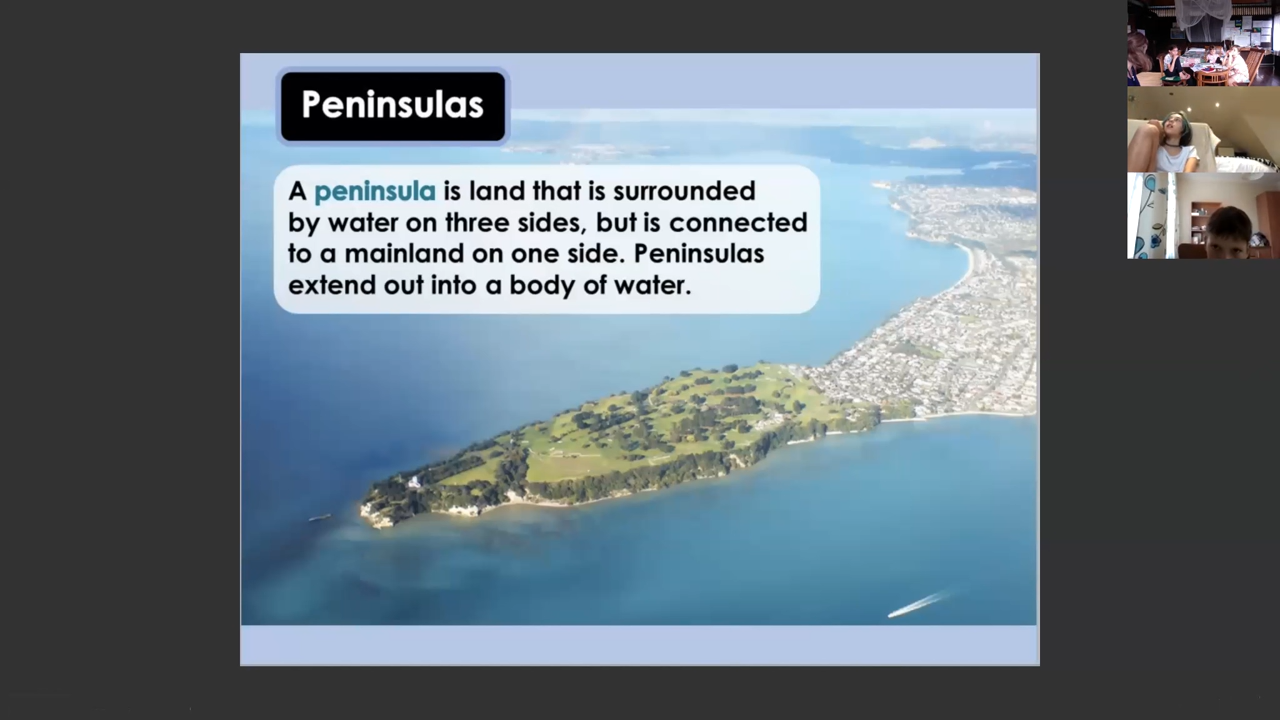 Peninsulas
A peninsula is land that is surrounded
by water on three sides, but is connected
to a mainland on one side. Peninsulas
extend out into a body of water.